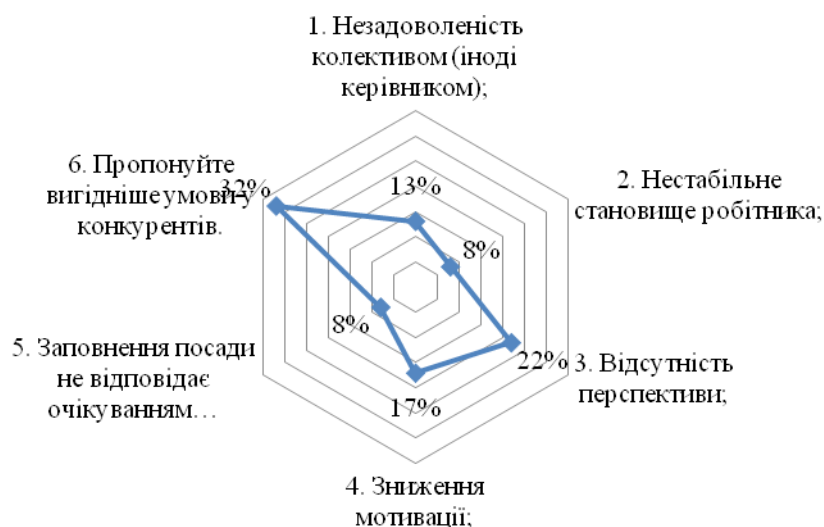 1. Незадоволеність
колективом (іноді
керівником);
13%
2. Нестабільне
становище робітника;
8%
22%
3. Відсутність
перспективи;
17%
4. Зниження
мотивації;
8%
5. Заповнення посади
не відповідає
очікуванням…
32%
6. Пропонуйте
вигідніше умови у
конкурентів.